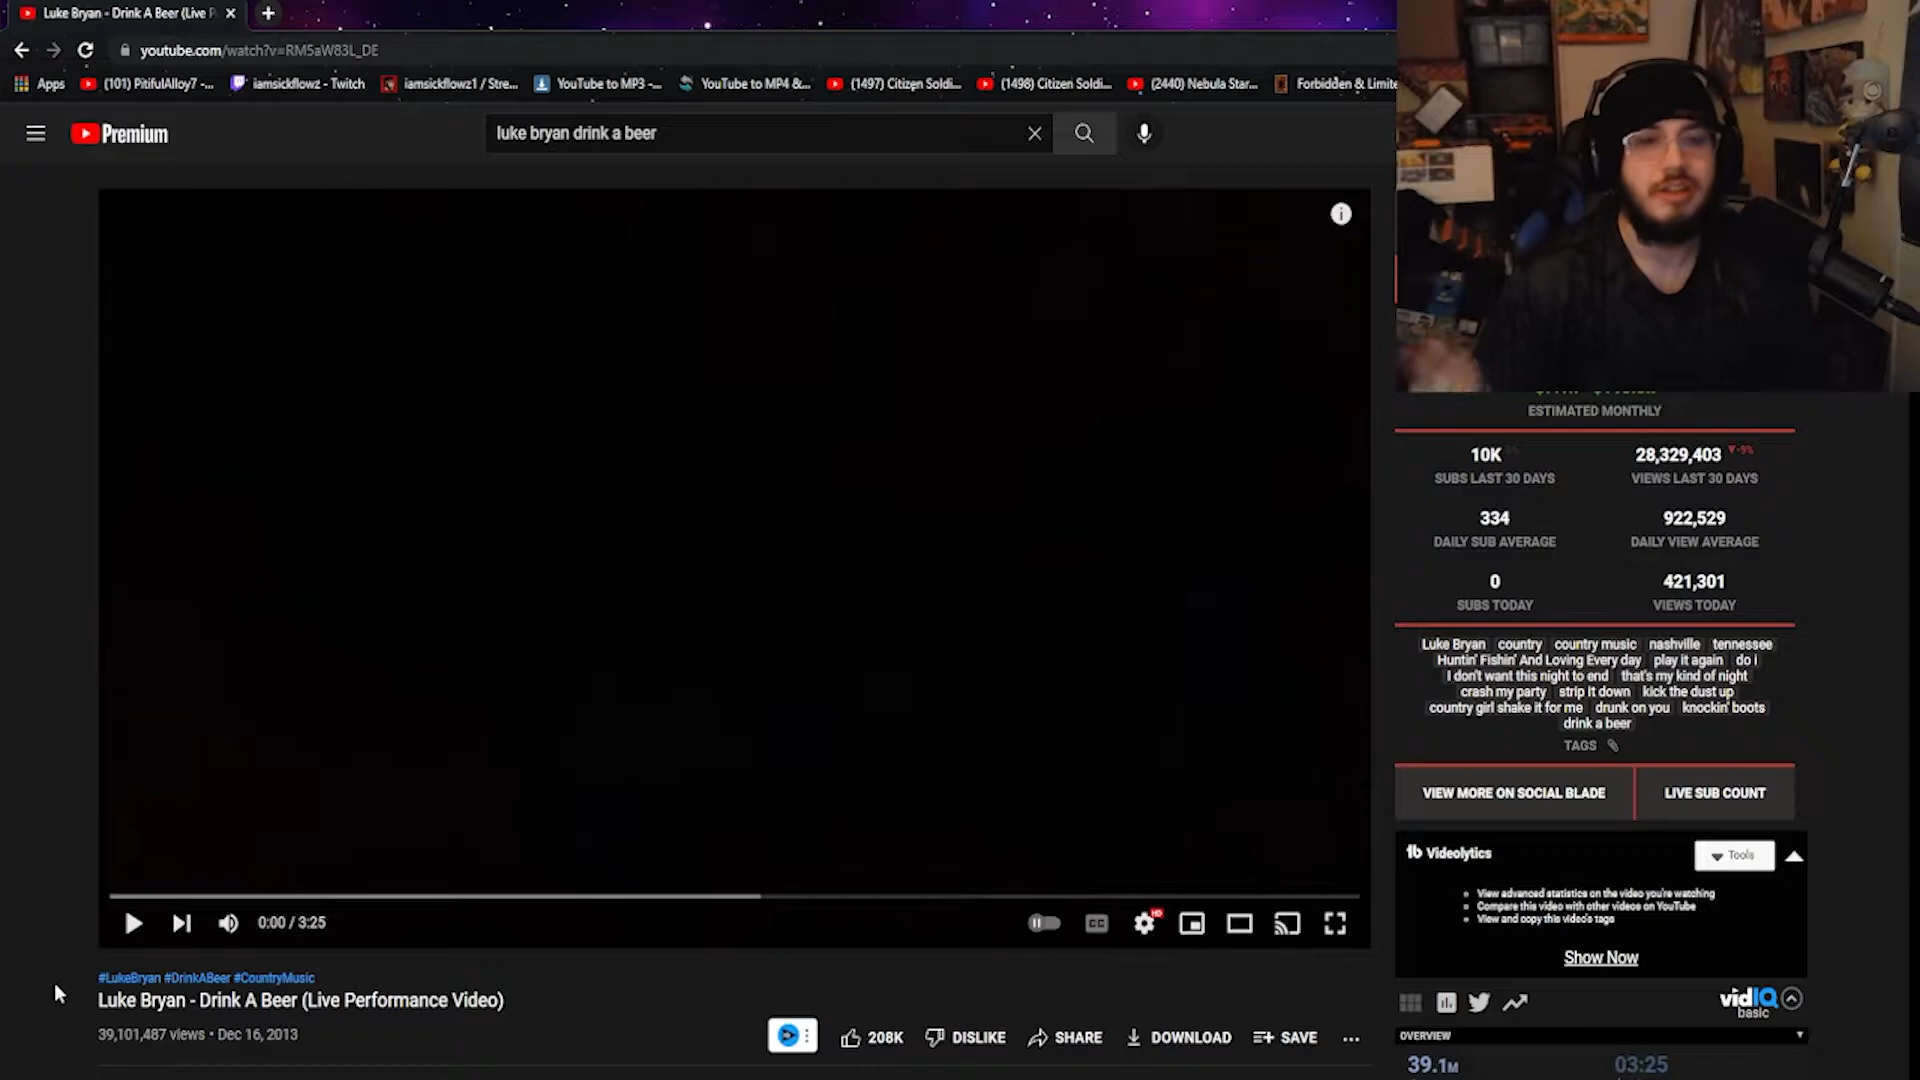 Luke Bryan - Drink A Beer (Live P
youtube.com/watch?v=RM5aW83L_DE
Apps (101) PitifulAlloy7 -... iamsickflowz - Twitch iamsickflowz1 / Stre... YouTube to MP3 -... YouTube to MP4 &... (1497) Citizen Soldi... (1498) Citizen Soldi... (2440) Nebula Star... Forbidden & Limite
Premium
luke bryan drink a beer
ESTIMATED MONTHLY
10K 28,329,403
SUBS LAST 30 DAYS VIEWS LAST 30 DAYS
334 922,529
DAILY SUB AVERAGE DAILY VIEW AVERAGE
0 421,301
SUBS TODAY VIEWS TODAY
Luke Bryan country country music nashville tennessee
Huntin' Fishin' And Loving Every day play it again do I
I don't want this night to end that's my kind of night
crash my party strip it down kick the dust up
country girl shake it for me drunk on you knockin' boots
drink a beer
TAGS
VIEW MORE ON SOCIAL BLADE LIVE SUB COUNT
tb Videolytics Tools
View advanced statistics on the video you're watching
Compare this video with other videos on YouTube
View and copy this video's tags
Show Now
0:00 / 3:25 CC HD
#LukeBryan #DrinkABeer #CountryMusic
Luke Bryan - Drink A Beer (Live Performance Video)
39,101,487 views • Dec 16, 2013
208K DISLIKE SHARE DOWNLOAD SAVE
vidIQ
basic
OVERVIEW
39.1M 03:25